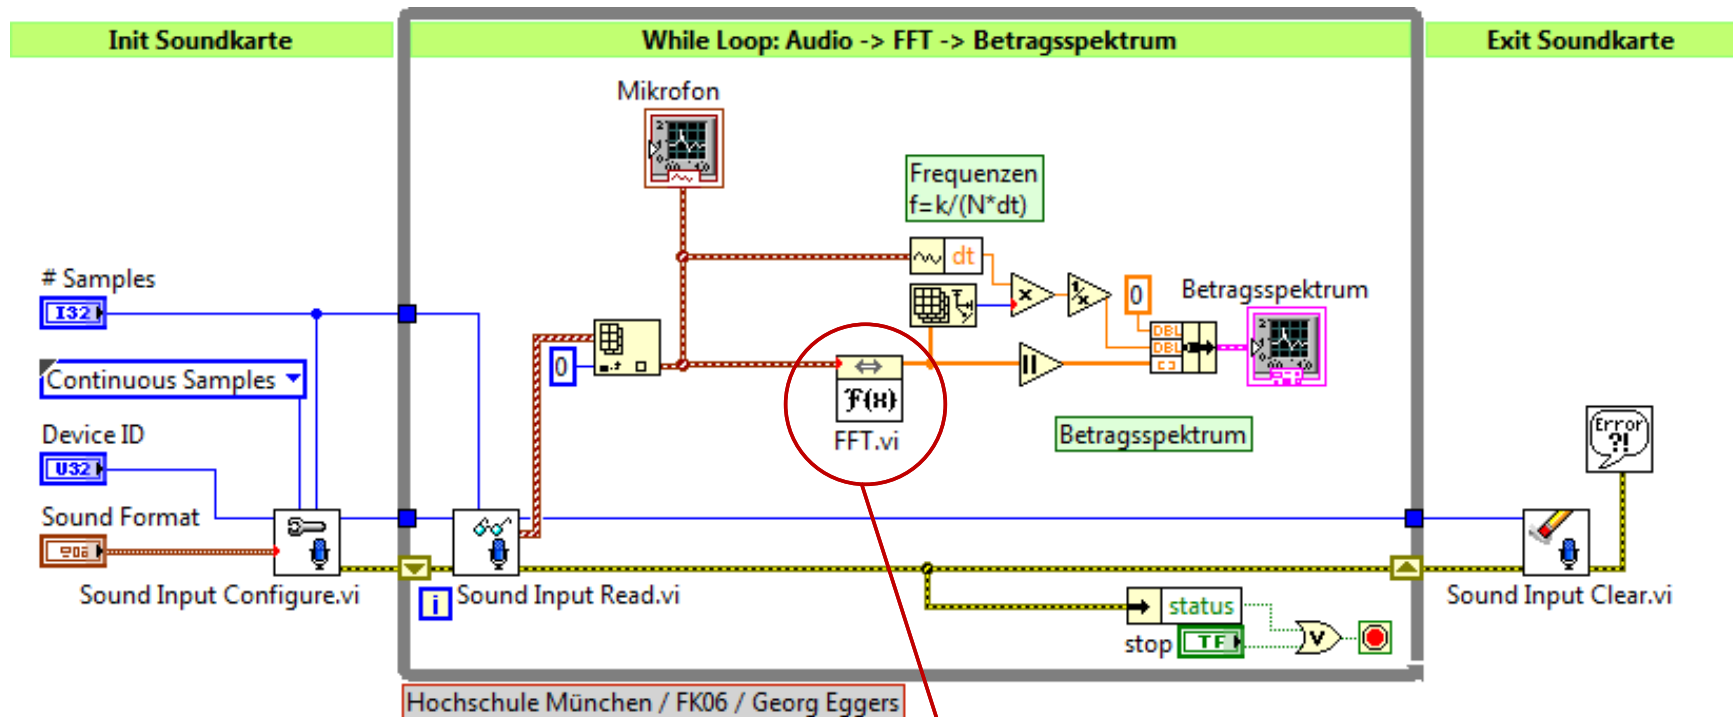 Init Soundkarte
While Loop: Audio -> FFT -> Betragsspektrum
Exit Soundkarte
Mikrofon
Frequenzen
f=k/(N*dt)
# Samples
dt
I32
x
1/x
0
Betragsspektrum
DBL
DBL
0
Continuous Samples
F(x)
FFT.vi
Betragsspektrum
Device ID
U32
Error
?!
Sound Format
Sound Input Configure.vi
i
Sound Input Read.vi
Sound Input Clear.vi
status
stop
TF
V
Hochschule München / FK06 / Georg Eggers